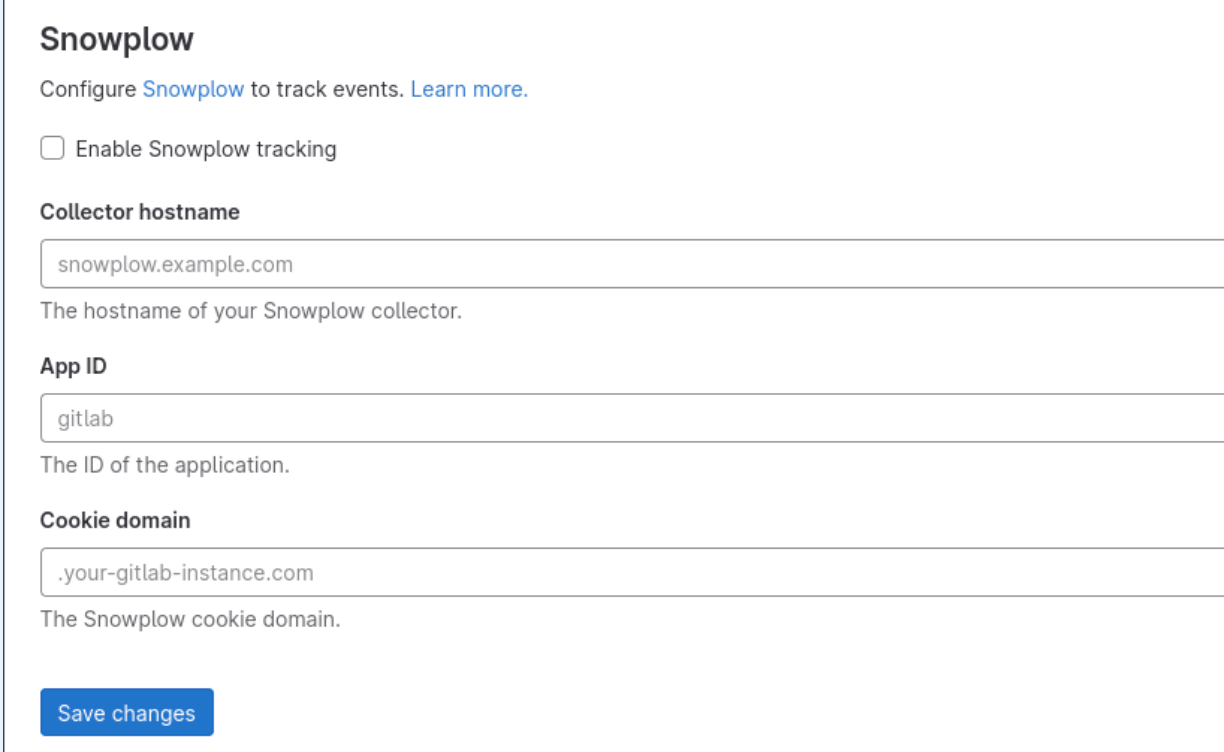 Snowplow
Configure Snowplow to track events. Learn more.
Enable Snowplow tracking
Collector hostname
snowplow.example.com
The hostname of your Snowplow collector.
App ID
gitlab
The ID of the application.
Cookie domain
.your-gitlab-instance.com
The Snowplow cookie domain.
Save changes